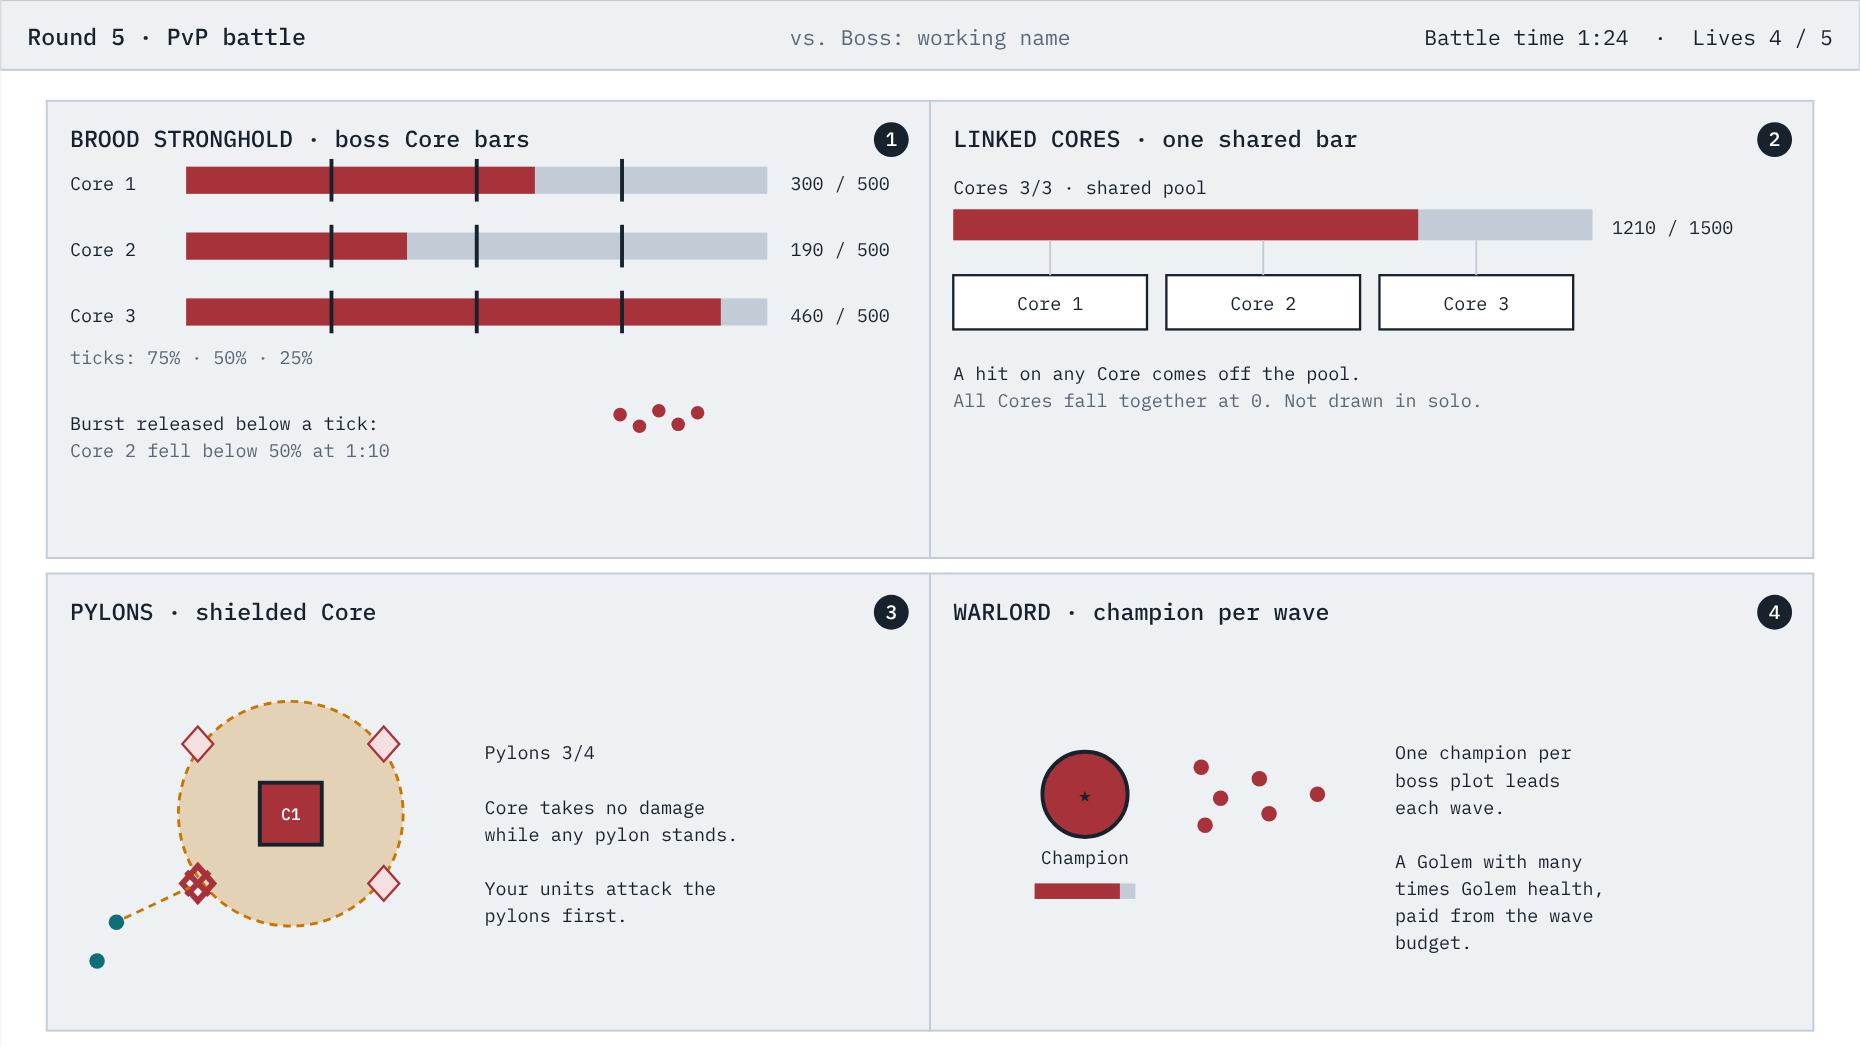 Round 5 · PvP battle
vs. Boss: working name
Battle time 1:24 · Lives 4 / 5
BROOD STRONGHOLD · boss Core bars
1
Core 1
300 / 500
Core 2
190 / 500
Core 3
460 / 500
ticks: 75% · 50% · 25%
Burst released below a tick:
Core 2 fell below 50% at 1:10
LINKED CORES · one shared bar
2
Cores 3/3 · shared pool
1210 / 1500
Core 1
Core 2
Core 3
A hit on any Core comes off the pool.
All Cores fall together at 0. Not drawn in solo.
PYLONS · shielded Core
3
C1
Pylons 3/4
Core takes no damage
while any pylon stands.
Your units attack the
pylons first.
WARLORD · champion per wave
4
★
Champion
One champion per
boss plot leads
each wave.
A Golem with many
times Golem health,
paid from the wave
budget.